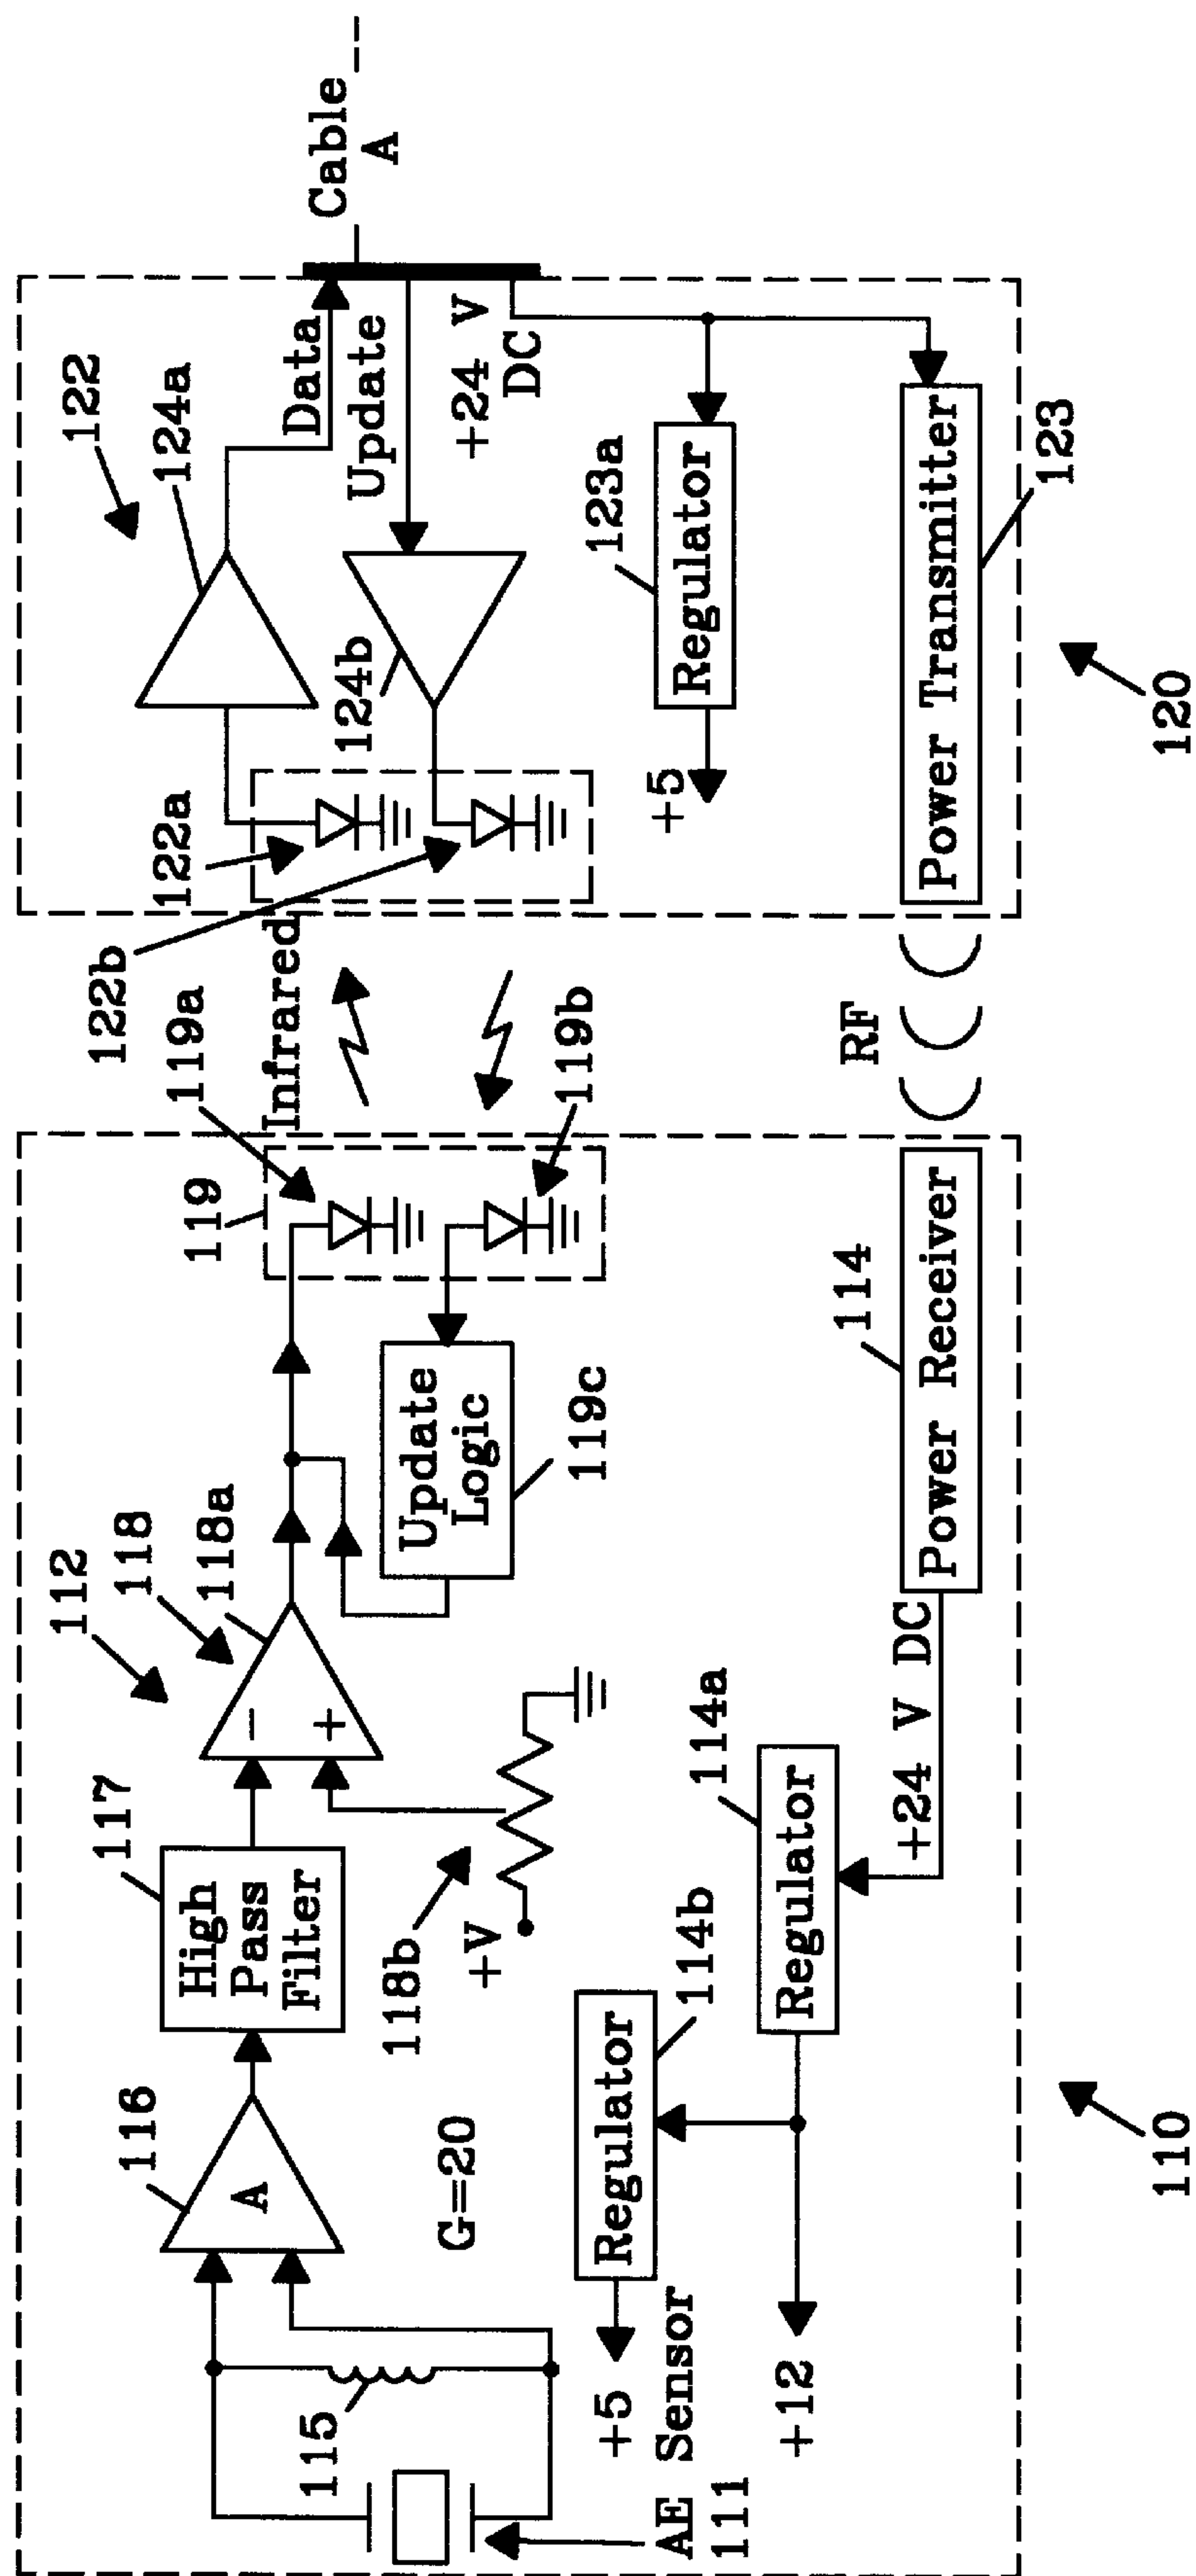 112
118
118a
117
High
Pass
Filter
116
A
G=20
−
+
118b
+V
115
AE Sensor
111
119
119a
119b
Update
Logic
119c
Infrared
122
122a
122b
124a
124b
Data
Update
+24 V
DC
Cable
A
123a
Regulator
+5
Power Transmitter
123
120
RF
114
Power Receiver
+24 V DC
114a
Regulator
114b
Regulator
+5
+12
110